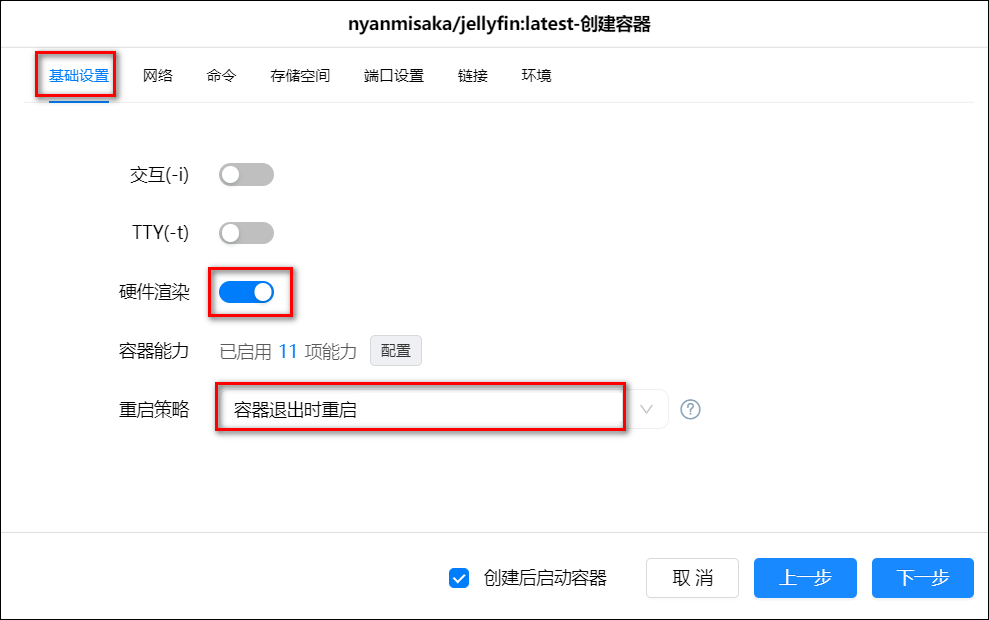 nyanmisaka/jellyfin:latest-创建容器
基础设置 网络 命令 存储空间 端口设置 链接 环境
交互(-i)
TTY(-t)
硬件渲染
容器能力 已启用 11 项能力 配置
重启策略 容器退出时重启 ?
创建后启动容器 取 消 上一步 下一步